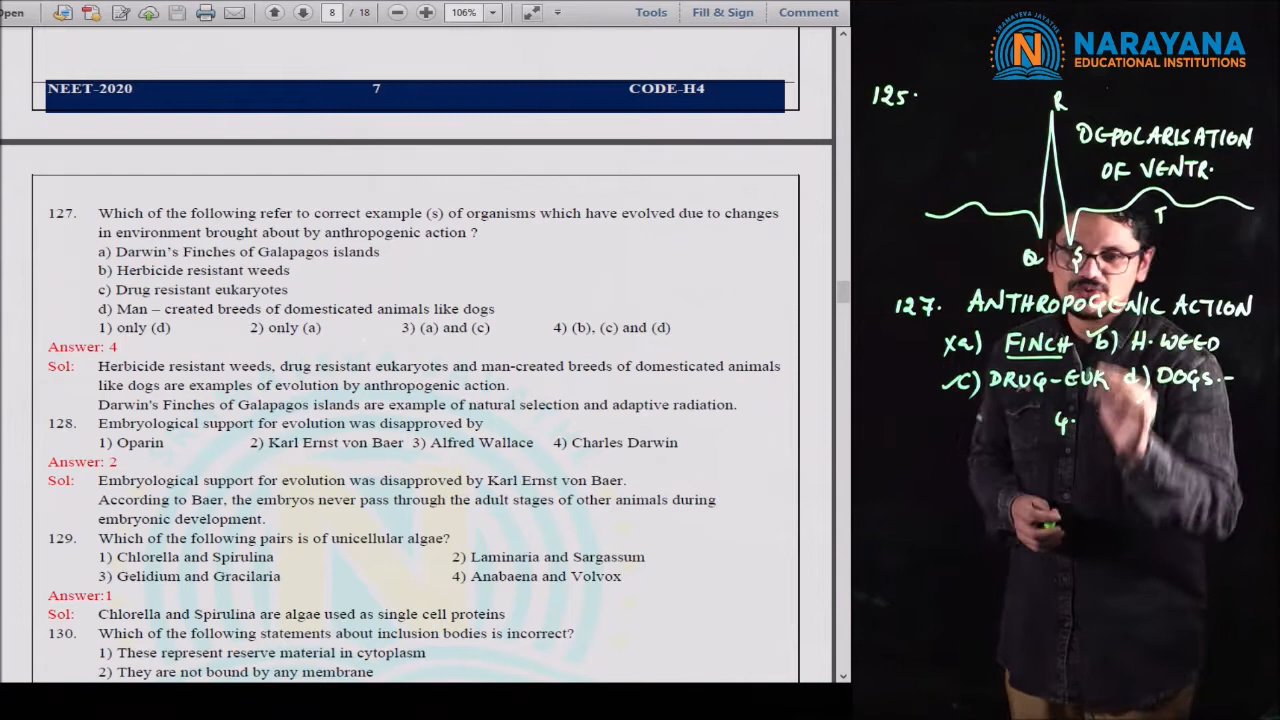 Open
8 / 18
106%
Tools
Fill & Sign
Comment
NEET-2020 7 CODE-H4
127. Which of the following refer to correct example (s) of organisms which have evolved due to changes
in environment brought about by anthropogenic action ?
a) Darwin's Finches of Galapagos islands
b) Herbicide resistant weeds
c) Drug resistant eukaryotes
d) Man – created breeds of domesticated animals like dogs
1) only (d) 2) only (a) 3) (a) and (c) 4) (b), (c) and (d)
Answer: 4
Sol: Herbicide resistant weeds, drug resistant eukaryotes and man-created breeds of domesticated animals
like dogs are examples of evolution by anthropogenic action.
Darwin's Finches of Galapagos islands are example of natural selection and adaptive radiation.
128. Embryological support for evolution was disapproved by
1) Oparin 2) Karl Ernst von Baer 3) Alfred Wallace 4) Charles Darwin
Answer: 2
Sol: Embryological support for evolution was disapproved by Karl Ernst von Baer.
According to Baer, the embryos never pass through the adult stages of other animals during
embryonic development.
129. Which of the following pairs is of unicellular algae?
1) Chlorella and Spirulina 2) Laminaria and Sargassum
3) Gelidium and Gracilaria 4) Anabaena and Volvox
Answer:1
Sol: Chlorella and Spirulina are algae used as single cell proteins
130. Which of the following statements about inclusion bodies is incorrect?
1) These represent reserve material in cytoplasm
2) They are not bound by any membrane
SRAMAYEVA JAYATHE
N
NARAYANA
EDUCATIONAL INSTITUTIONS
125.
R
DEPOLARISATION
OF VENTR.
T
Q S
127. ANTHROPOGENIC ACTION
xa) FINCH b) H. WEED
c) DRUG-EUK d) DOGS.-
4.